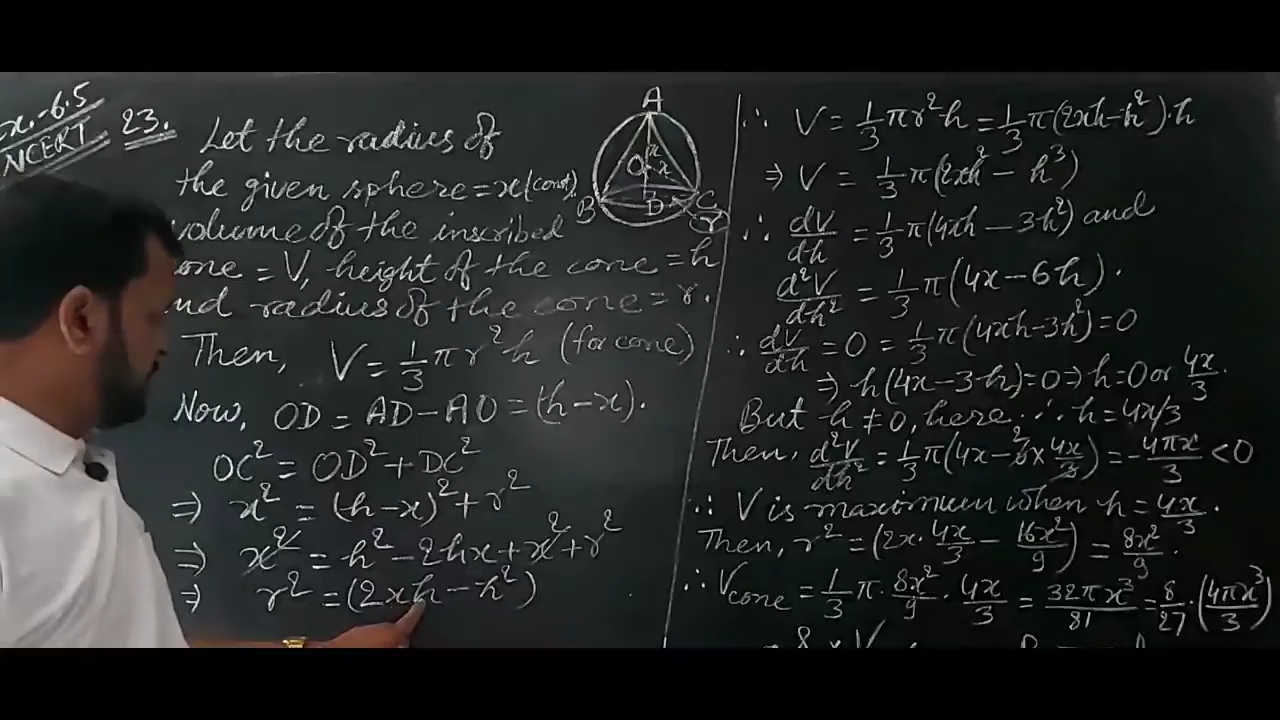 Ex.-6.5
NCERT
23.
Let the radius of
the given sphere = x (const)
volume of the inscribed
cone = V, height of the cone = h
and radius of the cone = r.
Then, V = 1/3 πr²h (for cone)
Now, OD = AD - AO = (h - x).
OC² = OD² + DC²
⇒ x² = (h - x)² + r²
⇒ x² = h² - 2hx + x² + r²
⇒ r² = (2xh - h²)
A
O
x
x
B
D
C
r
∴ V = 1/3 πr²h = 1/3 π(2xh - h²)·h
⇒ V = 1/3 π(2xh² - h³)
∴ dV/dh = 1/3 π(4xh - 3h²) and
d²V/dh² = 1/3 π(4x - 6h).
∴ dV/dh = 0 = 1/3 π(4xh - 3h²) = 0
⇒ h(4x - 3h) = 0 ⇒ h = 0 or 4x/3.
But h ≠ 0, here ∴ h = 4x/3
Then, d²V/dh² = 1/3 π(4x - 6² × 4x/3) = -4πx/3 < 0
∴ V is maximum when h = 4x/3.
Then, r² = (2x·4x/3 - 16x²/9) = 8x²/9.
∴ Vcone = 1/3 π·8x²/9·4x/3 = 32πx³/81 = 8/27·(4πx³/3)